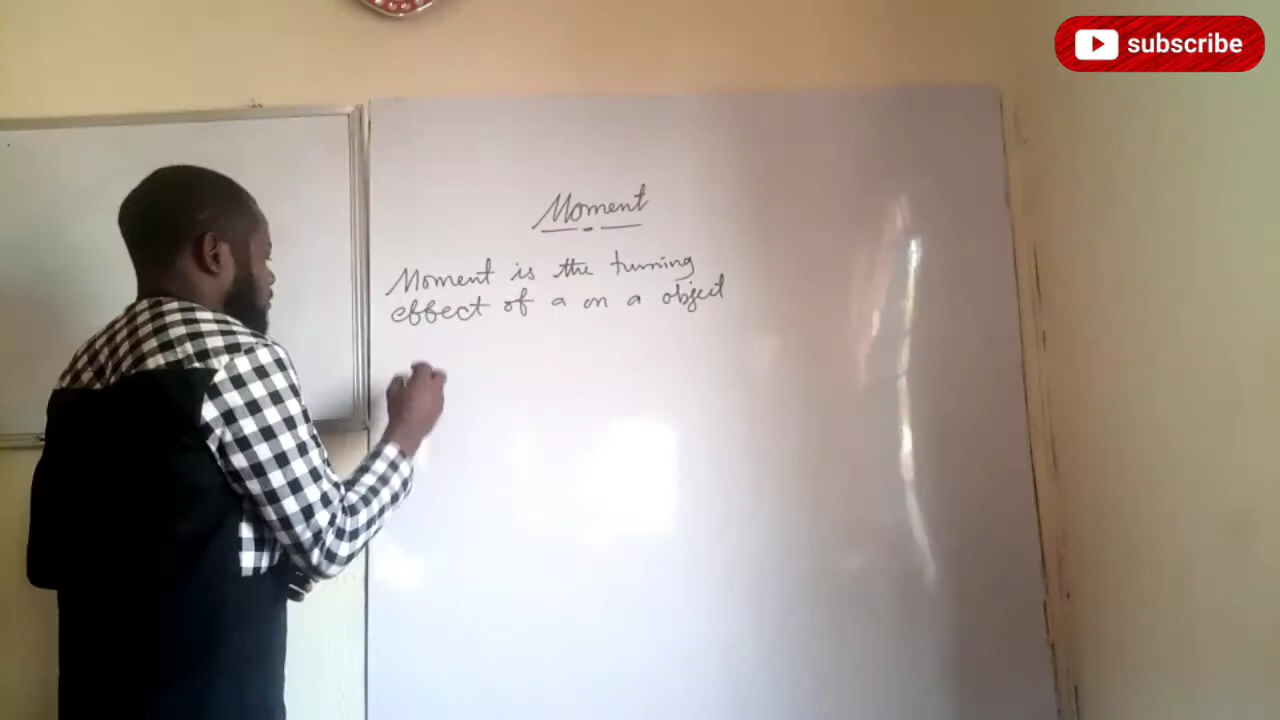 subscribe
Moment
Moment is the turning
effect of a on a object